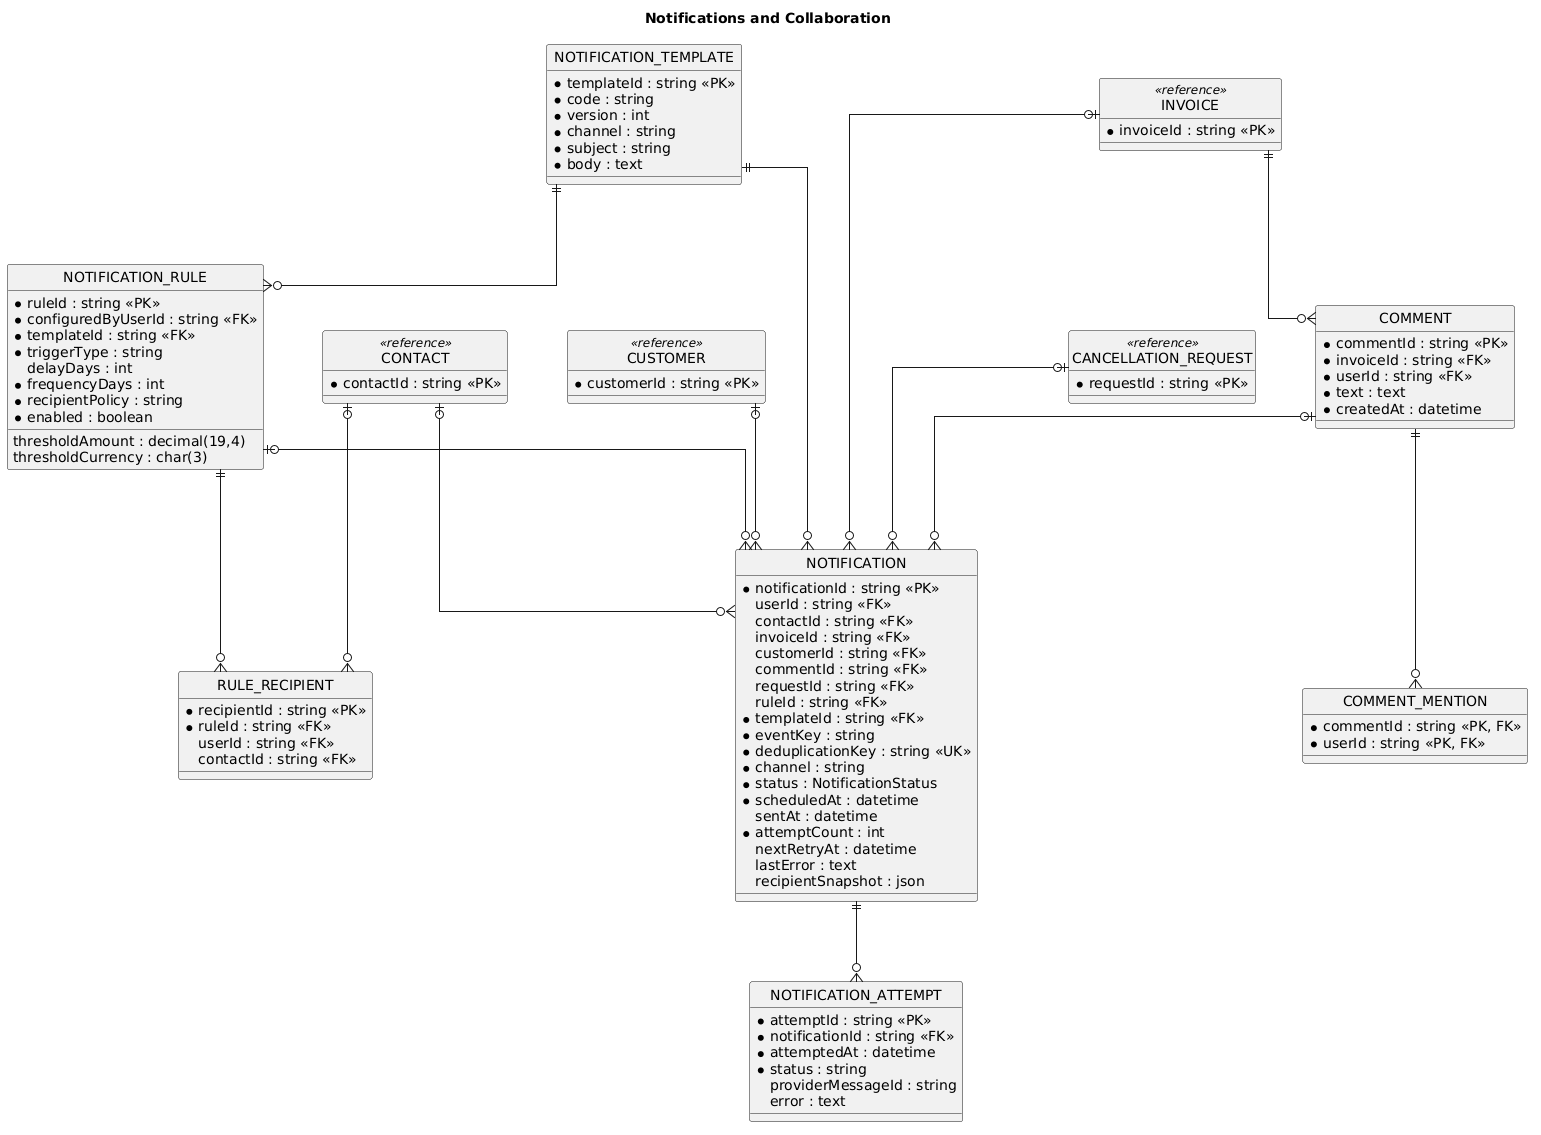 Notifications and Collaboration
NOTIFICATION_TEMPLATE
templateId : string «PK»
code : string
version : int
channel : string
subject : string
body : text
«reference»
INVOICE
invoiceId : string «PK»
NOTIFICATION_RULE
ruleId : string «PK»
configuredByUserId : string «FK»
templateId : string «FK»
triggerType : string
delayDays : int
frequencyDays : int
recipientPolicy : string
enabled : boolean
thresholdAmount : decimal(19,4)
thresholdCurrency : char(3)
«reference»
CONTACT
contactId : string «PK»
«reference»
CUSTOMER
customerId : string «PK»
«reference»
CANCELLATION_REQUEST
requestId : string «PK»
COMMENT
commentId : string «PK»
invoiceId : string «FK»
userId : string «FK»
text : text
createdAt : datetime
NOTIFICATION
notificationId : string «PK»
userId : string «FK»
contactId : string «FK»
invoiceId : string «FK»
customerId : string «FK»
commentId : string «FK»
requestId : string «FK»
ruleId : string «FK»
templateId : string «FK»
eventKey : string
deduplicationKey : string «UK»
channel : string
status : NotificationStatus
scheduledAt : datetime
sentAt : datetime
attemptCount : int
nextRetryAt : datetime
lastError : text
recipientSnapshot : json
RULE_RECIPIENT
recipientId : string «PK»
ruleId : string «FK»
userId : string «FK»
contactId : string «FK»
COMMENT_MENTION
commentId : string «PK, FK»
userId : string «PK, FK»
NOTIFICATION_ATTEMPT
attemptId : string «PK»
notificationId : string «FK»
attemptedAt : datetime
status : string
providerMessageId : string
error : text